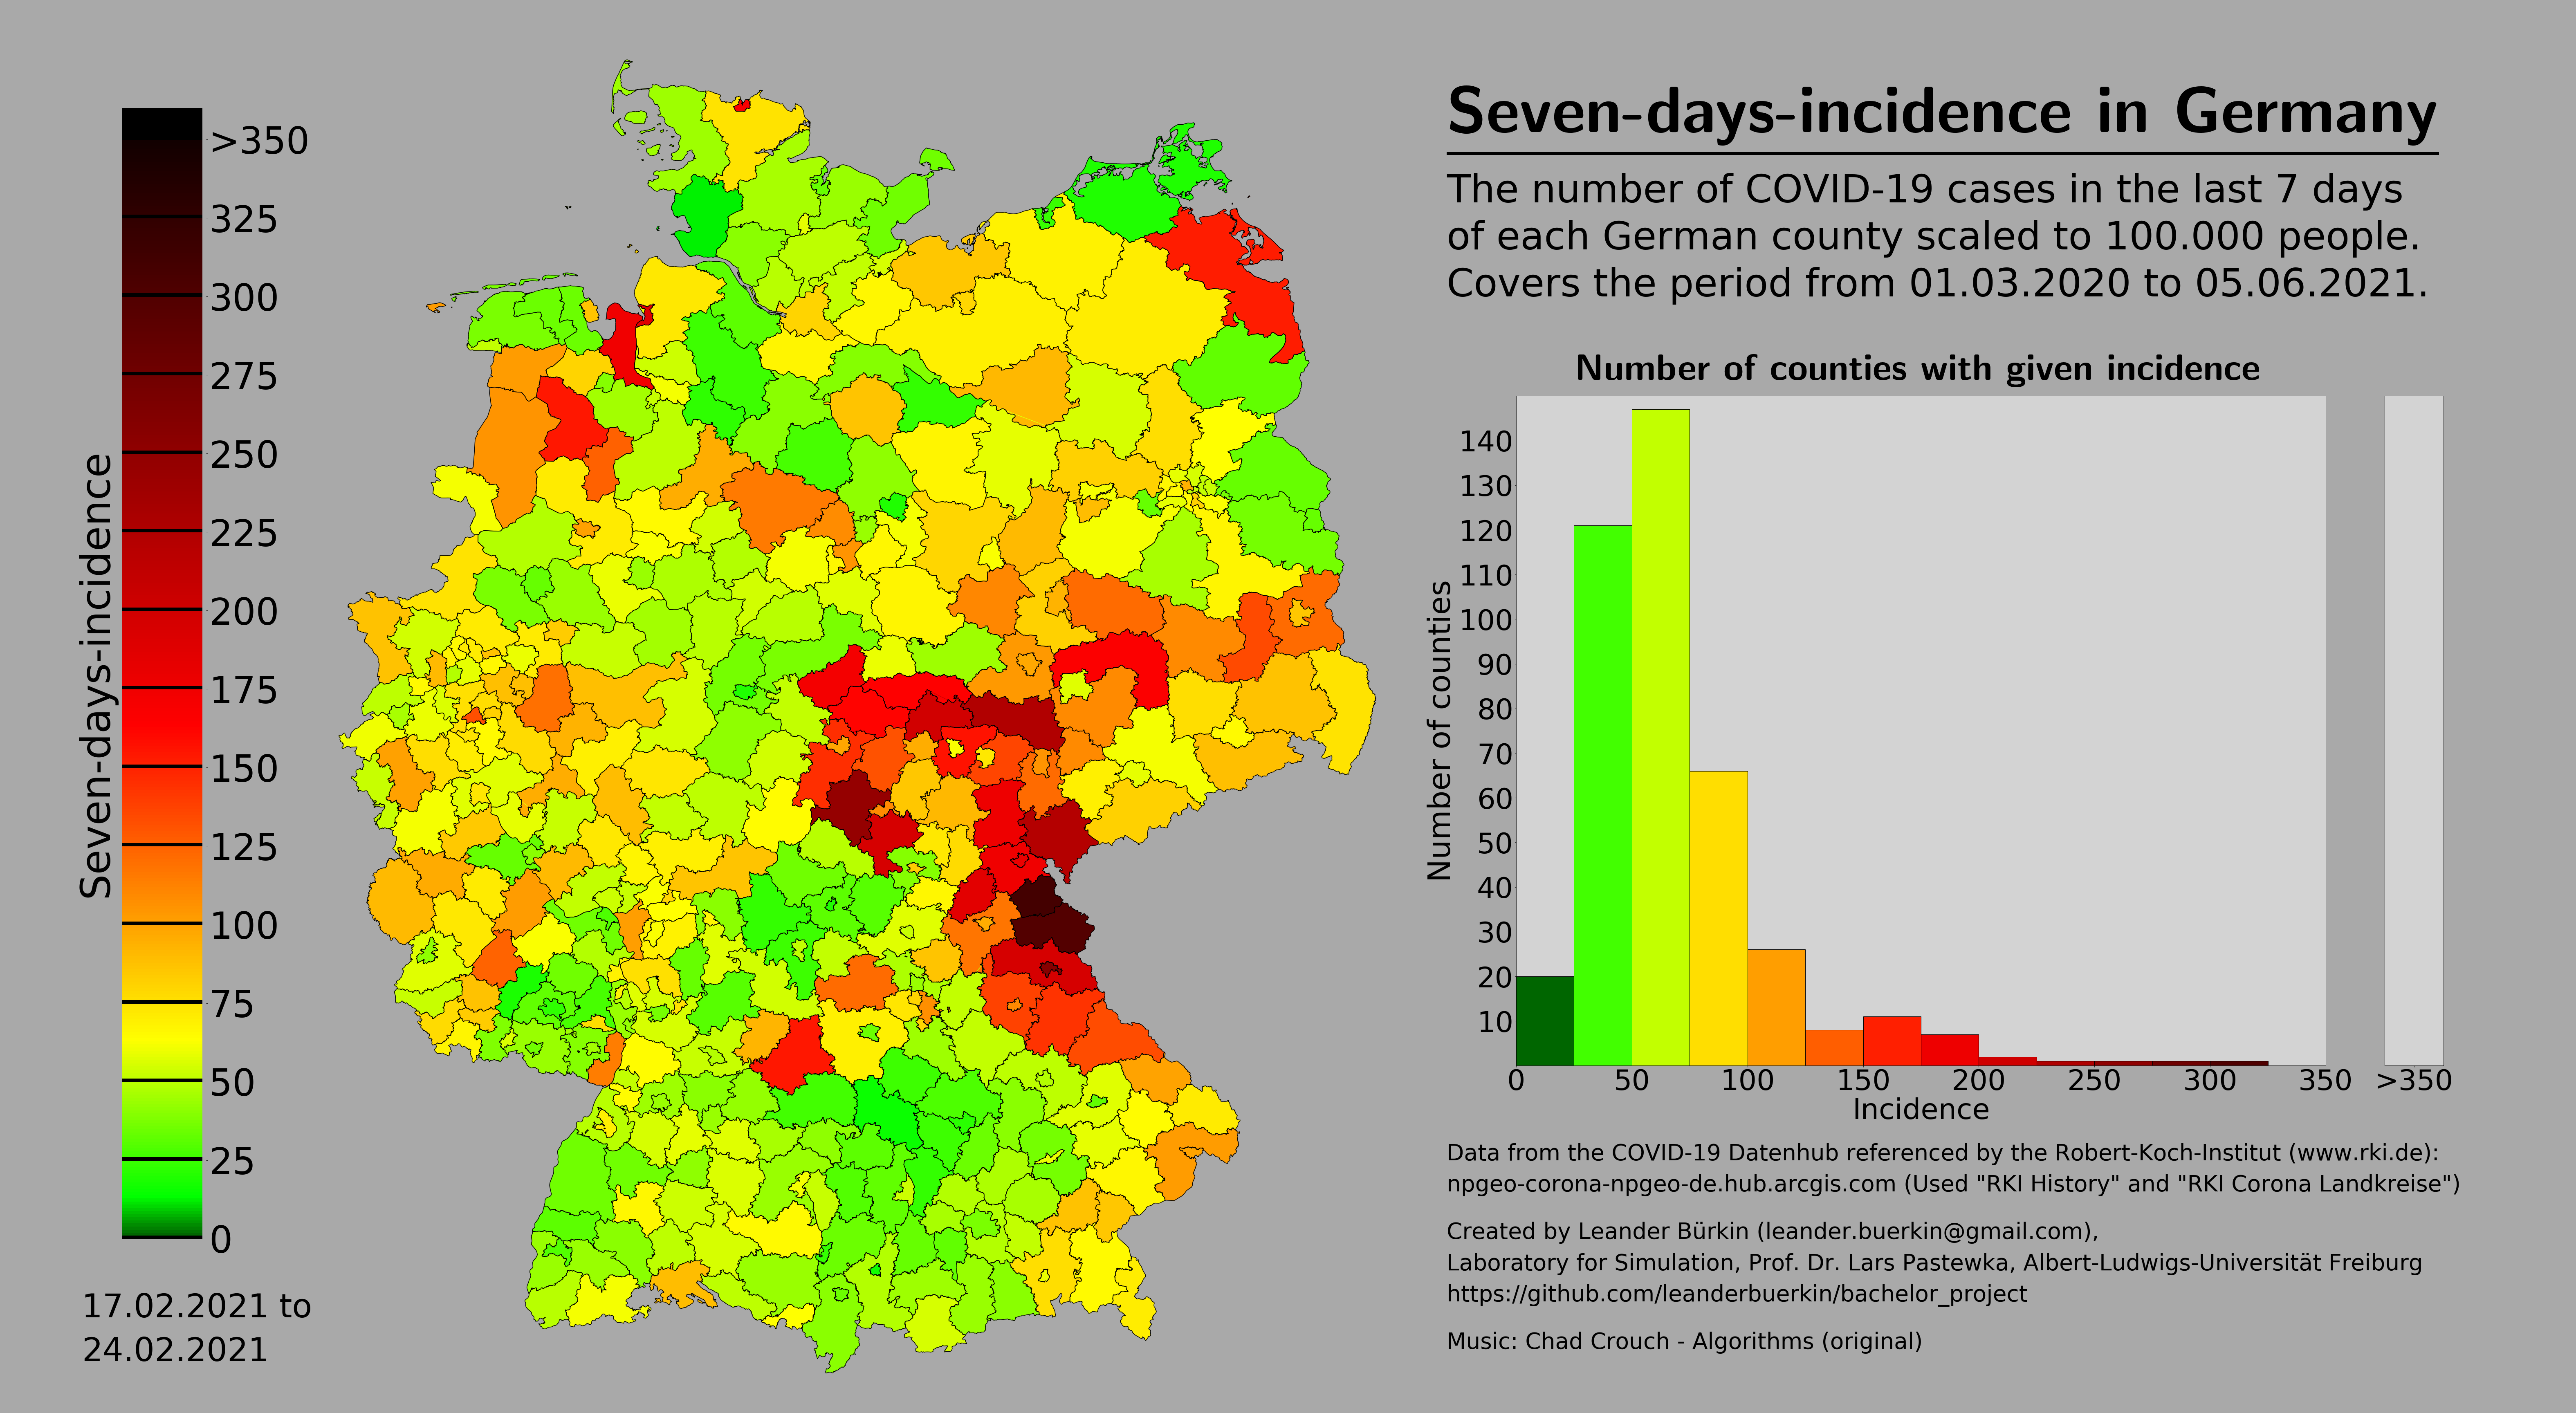 Seven-days-incidence in Germany
The number of COVID-19 cases in the last 7 days
of each German county scaled to 100.000 people.
Covers the period from 01.03.2020 to 05.06.2021.
Seven-days-incidence
>350
325
300
275
250
225
200
175
150
125
100
75
50
25
0
17.02.2021 to
24.02.2021
Number of counties with given incidence
Number of counties
140
130
120
110
100
90
80
70
60
50
40
30
20
10
0 50 100 150 200 250 300 350 >350
Incidence
Data from the COVID-19 Datenhub referenced by the Robert-Koch-Institut (www.rki.de):
npgeo-corona-npgeo-de.hub.arcgis.com (Used "RKI History" and "RKI Corona Landkreise")
Created by Leander Bürkin (leander.buerkin@gmail.com),
Laboratory for Simulation, Prof. Dr. Lars Pastewka, Albert-Ludwigs-Universität Freiburg
https://github.com/leanderbuerkin/bachelor_project
Music: Chad Crouch - Algorithms (original)